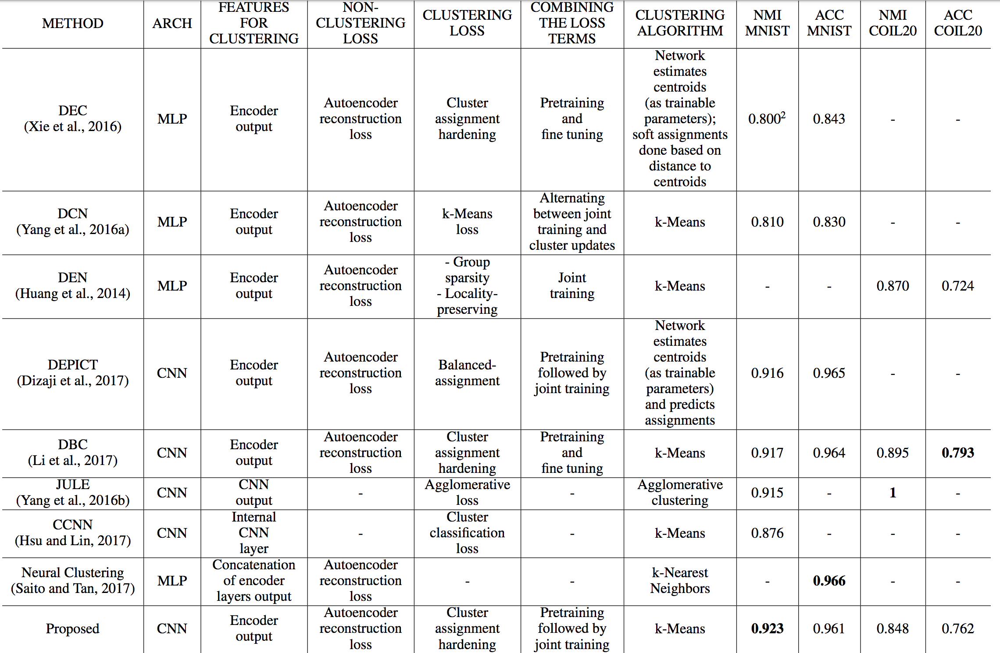 METHOD
ARCH
FEATURES
FOR
CLUSTERING
NON-
CLUSTERING
LOSS
CLUSTERING
LOSS
COMBINING
THE LOSS
TERMS
CLUSTERING
ALGORITHM
NMI
MNIST
ACC
MNIST
NMI
COIL20
ACC
COIL20
DEC
(Xie et al., 2016)
MLP
Encoder
output
Autoencoder
reconstruction
loss
Cluster
assignment
hardening
Pretraining
and
fine tuning
Network
estimates
centroids
(as trainable
parameters);
soft assignments
done based on
distance to
centroids
0.800²
0.843
-
-
DCN
(Yang et al., 2016a)
MLP
Encoder
output
Autoencoder
reconstruction
loss
k-Means
loss
Alternating
between joint
training and
cluster updates
k-Means
0.810
0.830
-
-
DEN
(Huang et al., 2014)
MLP
Encoder
output
Autoencoder
reconstruction
loss
- Group
sparsity
- Locality-
preserving
Joint
training
k-Means
-
-
0.870
0.724
DEPICT
(Dizaji et al., 2017)
CNN
Encoder
output
Autoencoder
reconstruction
loss
Balanced-
assignment
Pretraining
followed by
joint training
Network
estimates
centroids
(as trainable
parameters)
and predicts
assignments
0.916
0.965
-
-
DBC
(Li et al., 2017)
CNN
Encoder
output
Autoencoder
reconstruction
loss
Cluster
assignment
hardening
Pretraining
and
fine tuning
k-Means
0.917
0.964
0.895
0.793
JULE
(Yang et al., 2016b)
CNN
CNN
output
-
Agglomerative
loss
-
Agglomerative
clustering
0.915
-
1
-
CCNN
(Hsu and Lin, 2017)
CNN
Internal
CNN
layer
-
Cluster
classification
loss
-
k-Means
0.876
-
-
-
Neural Clustering
(Saito and Tan, 2017)
MLP
Concatenation
of encoder
layers output
Autoencoder
reconstruction
loss
-
-
k-Nearest
Neighbors
-
0.966
-
-
Proposed
CNN
Encoder
output
Autoencoder
reconstruction
loss
Cluster
assignment
hardening
Pretraining
followed by
joint training
k-Means
0.923
0.961
0.848
0.762